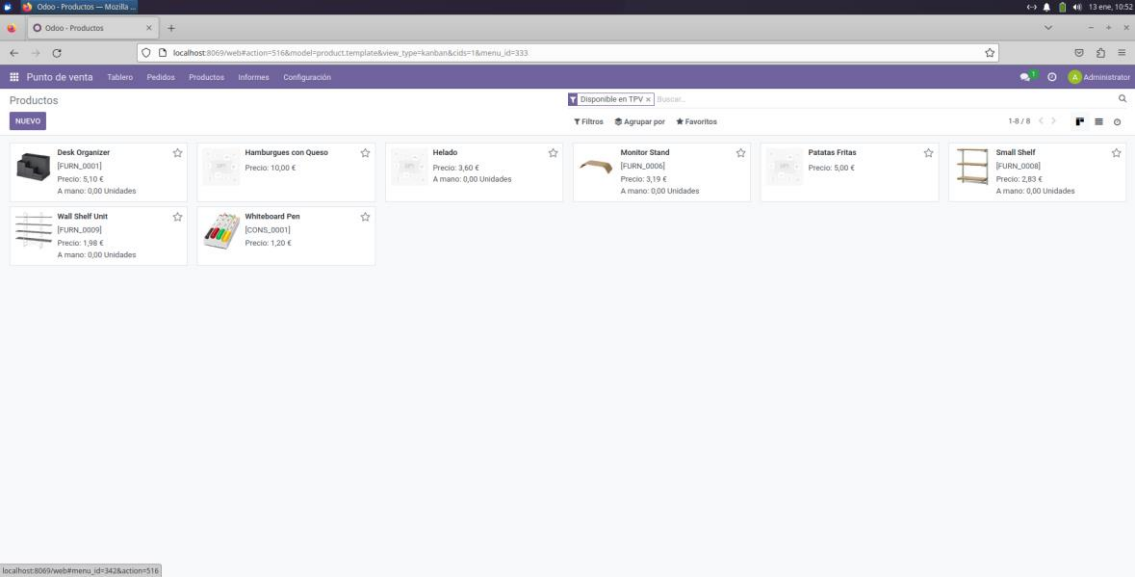 Odoo - Productos — Mozilla ...
13 ene, 10:52
Odoo - Productos
localhost:8069/web#action=516&model=product.template&view_type=kanban&cids=1&menu_id=333
Punto de venta Tablero Pedidos Productos Informes Configuración 1 A Administrator
Productos
Disponible en TPV × Buscar...
NUEVO
Filtros Agrupar por Favoritos
1-8 / 8
Desk Organizer
[FURN_0001]
Precio: 5,10 €
A mano: 0,00 Unidades
Hamburgues con Queso
Precio: 10,00 €
Helado
Precio: 3,60 €
A mano: 0,00 Unidades
Monitor Stand
[FURN_0006]
Precio: 3,19 €
A mano: 0,00 Unidades
Patatas Fritas
Precio: 5,00 €
Small Shelf
[FURN_0008]
Precio: 2,83 €
A mano: 0,00 Unidades
Wall Shelf Unit
[FURN_0009]
Precio: 1,98 €
A mano: 0,00 Unidades
Whiteboard Pen
[CONS_0001]
Precio: 1,20 €
localhost:8069/web#menu_id=342&action=516